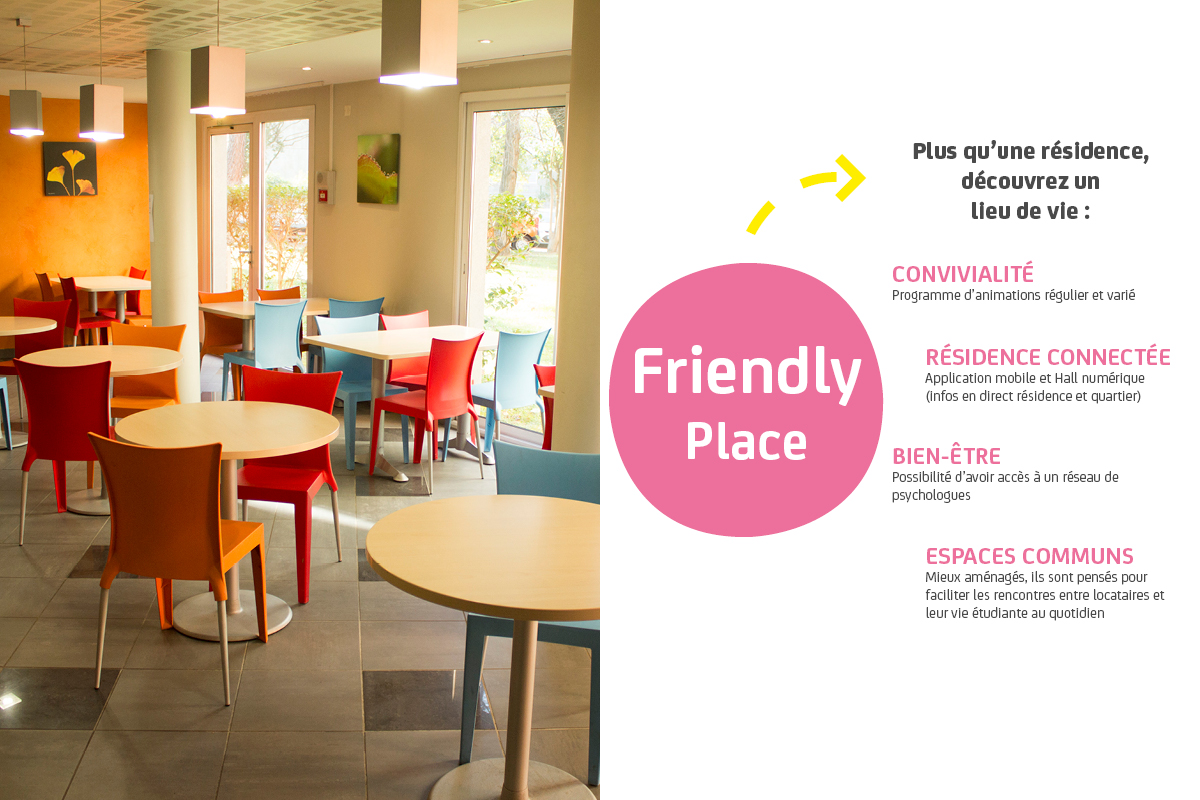 Plus qu’une résidence,
découvrez un
lieu de vie :
Friendly
Place
CONVIVIALITÉ
Programme d’animations régulier et varié
RÉSIDENCE CONNECTÉE
Application mobile et Hall numérique
(infos en direct résidence et quartier)
BIEN-ÊTRE
Possibilité d’avoir accès à un réseau de
psychologues
ESPACES COMMUNS
Mieux aménagés, ils sont pensés pour
faciliter les rencontres entre locataires et
leur vie étudiante au quotidien